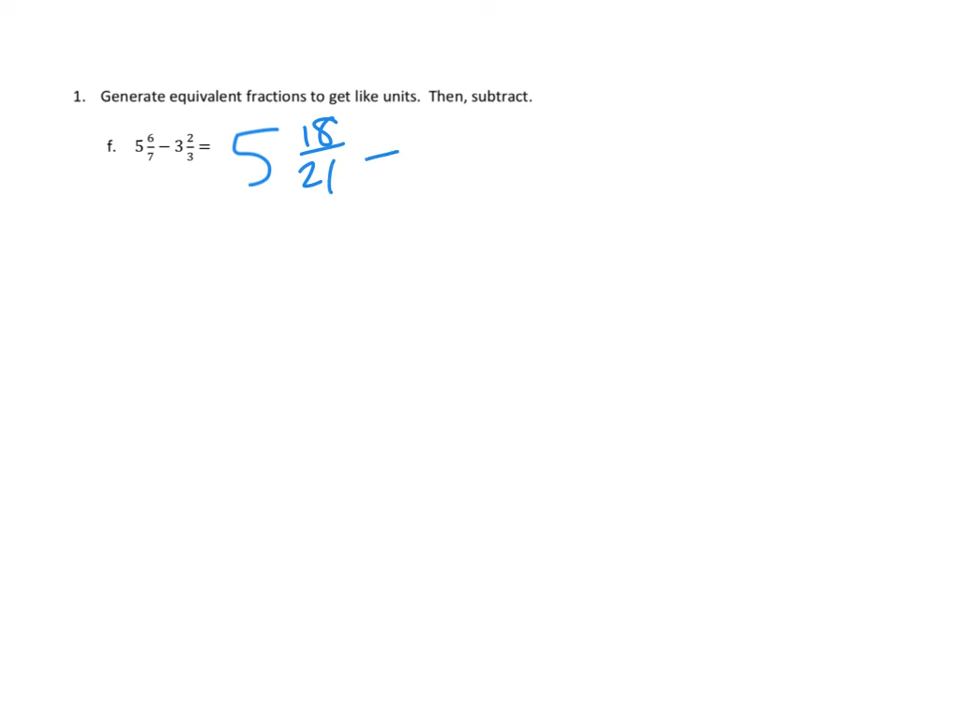 1. Generate equivalent fractions to get like units. Then, subtract.
f. 5 6/7 − 3 2/3 = 5 18/21 −